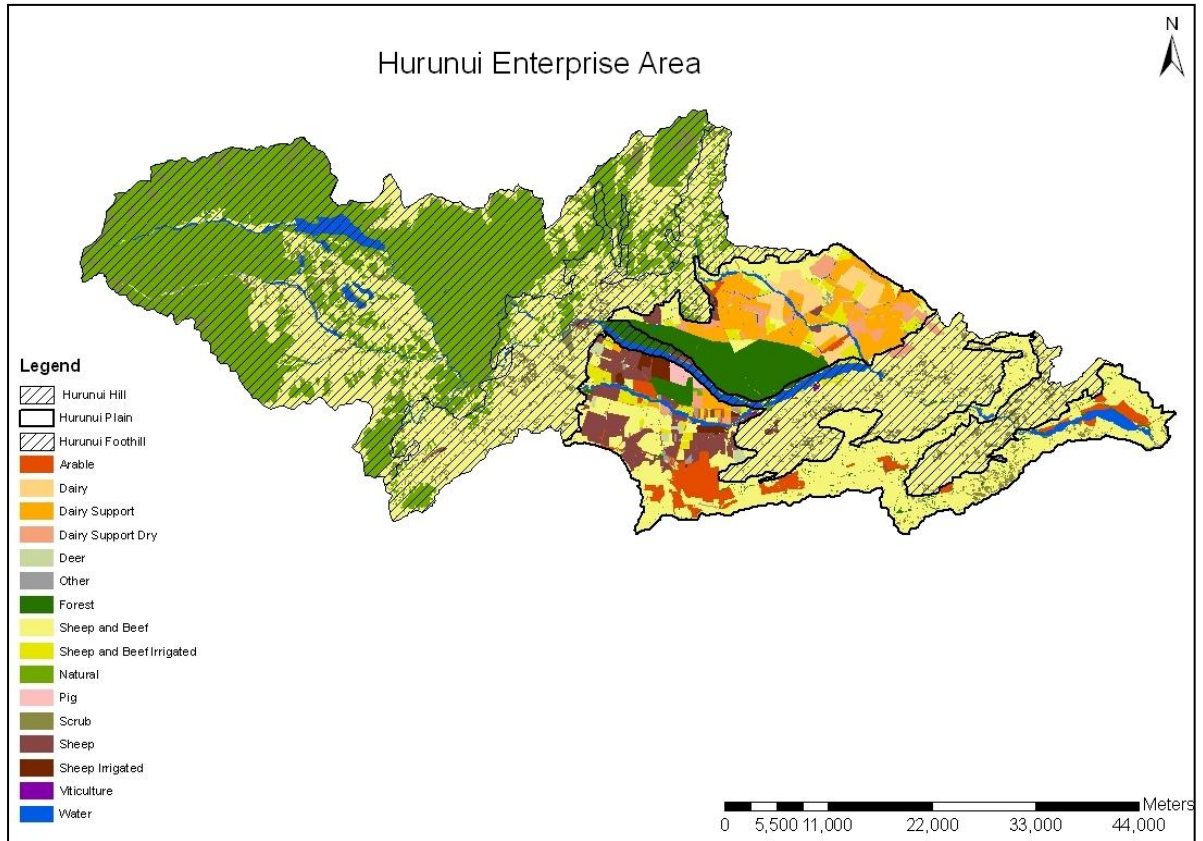 N
Hurunui Enterprise Area
Legend
Hurunui Hill
Hurunui Plain
Hurunui Foothill
Arable
Dairy
Dairy Support
Dairy Support Dry
Deer
Other
Forest
Sheep and Beef
Sheep and Beef Irrigated
Natural
Pig
Scrub
Sheep
Sheep Irrigated
Viticulture
Water
Meters
0 5,500 11,000 22,000 33,000 44,000